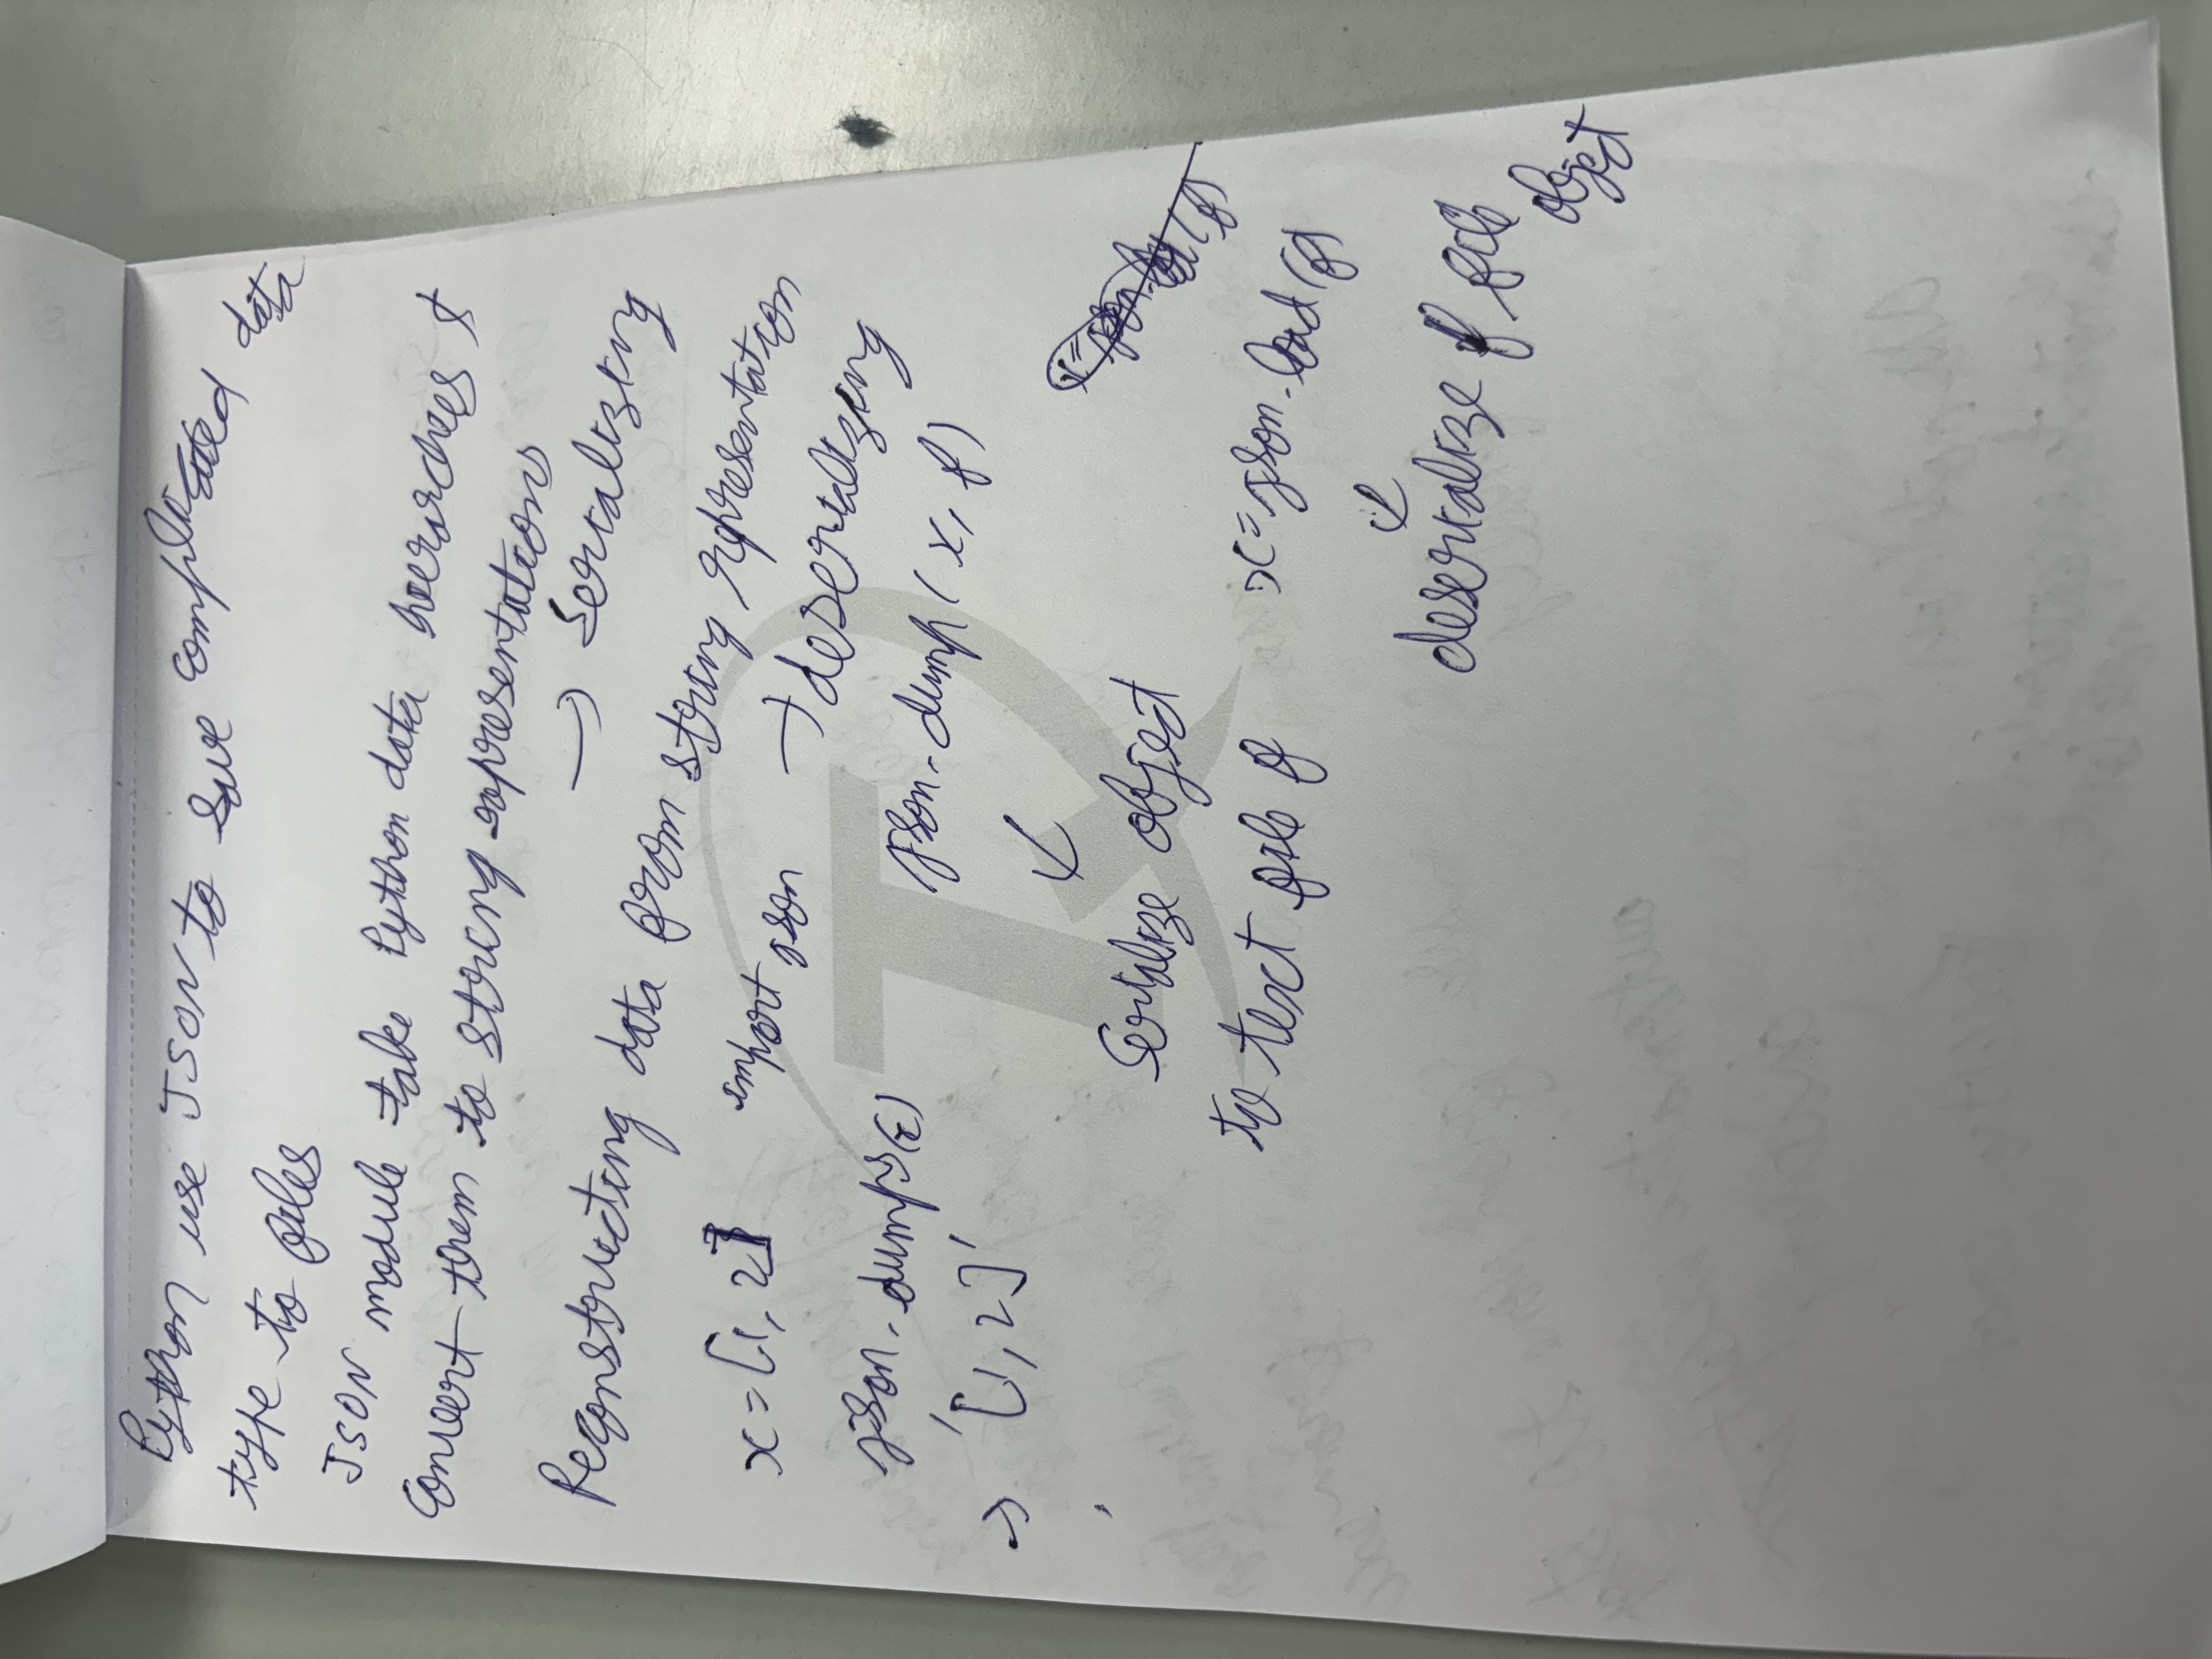 Python use JSON to save complicated data
type to files
JSON module take Python data hierarchies &
convert them to string representations
→ Serializing
Reconstructing data from string representation
→ deserializing
x = [1, 2]   import json
json.dumps(x)
→ '[1, 2]'
json.dump(x, f)
↓
Serialize object
to text file f
x = json.load(f)
x = json.load(f)
↓
deserialize f file
object